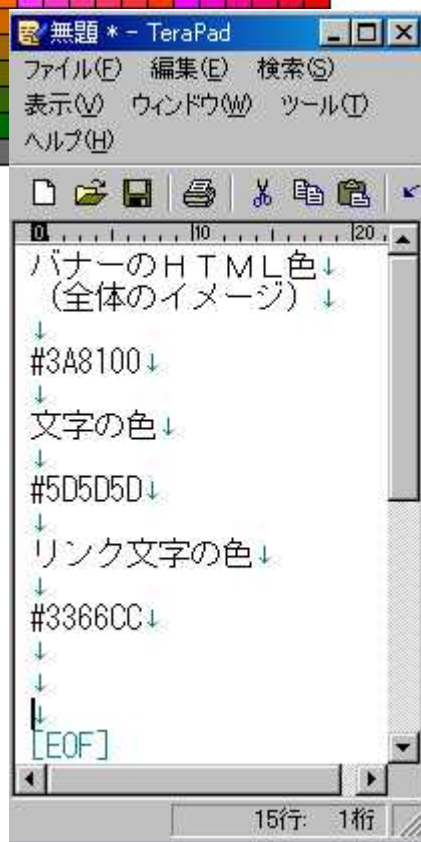 無題 * - TeraPad
ファイル(F) 編集(E) 検索(S)
表示(V) ウィンドウ(W) ツール(T)
ヘルプ(H)
0 10 20
バナーのＨＴＭＬ色↓
（全体のイメージ）↓
↓
#3A8100↓
↓
文字の色↓
↓
#5D5D5D↓
↓
リンク文字の色↓
↓
#3366CC↓
↓
↓
↓
[EOF]
15行: 1桁